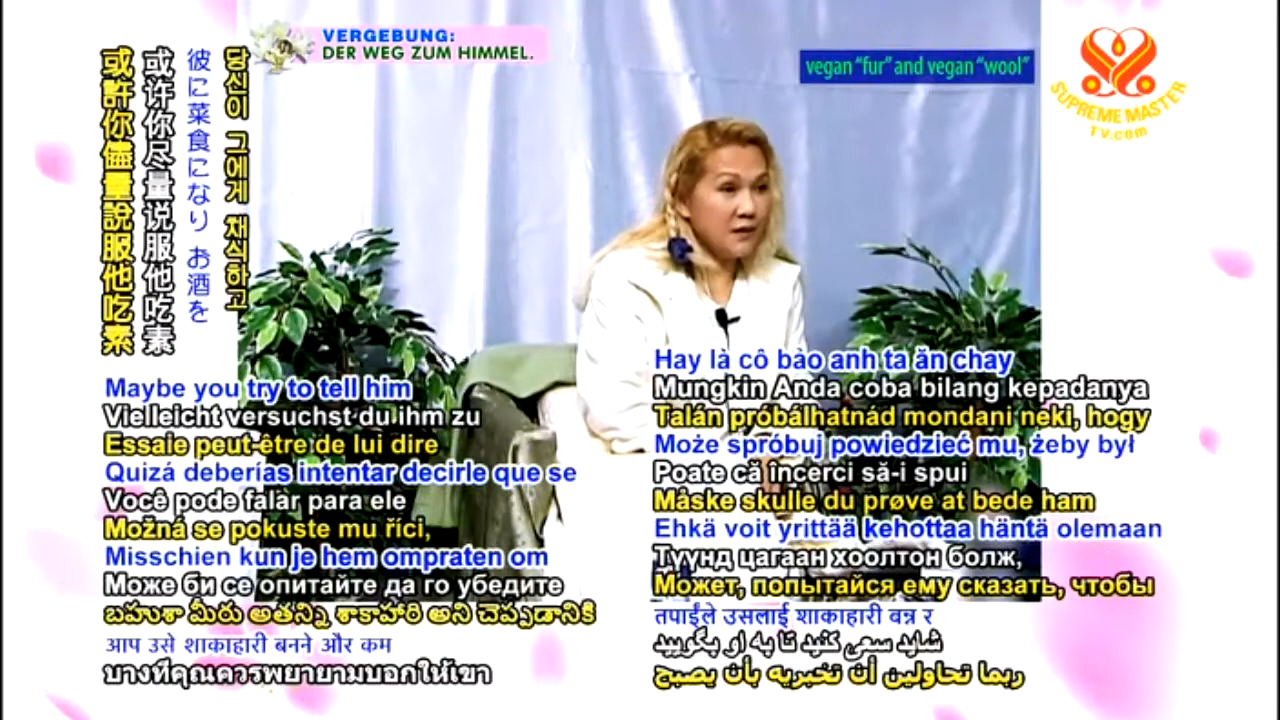 VERGEBUNG:
DER WEG ZUM HIMMEL.
vegan “fur” and vegan “wool”
SUPREME MASTER
TV.com
당신이 그에게 채식하고
彼に菜食になり お酒を
或许你尽量说服他吃素
或許你儘量說服他吃素
Maybe you try to tell him
Vielleicht versuchst du ihm zu
Essaie peut-être de lui dire
Quizá deberías intentar decirle que se
Você pode falar para ele
Možná se pokuste mu říci,
Misschien kun je hem ompraten om
Може би се опитайте да го убедите
బహుశా మీరు అతన్ని శాకాహారి అని చెప్పడానికి
आप उसे शाकाहारी बनने और कम
บางทีคุณควรพยายามบอกให้เขา
Hay là cô bảo anh ta ăn chay
Mungkin Anda coba bilang kepadanya
Talán próbálhatnád mondani neki, hogy
Może spróbuj powiedzieć mu, żeby był
Poate că încerci să-i spui
Måske skulle du prøve at bede ham
Ehkä voit yrittää kehottaa häntä olemaan
Түүнд цагаан хоолтон болж,
Может, попытайся ему сказать, чтобы
तपाईंले उसलाई शाकाहारी बन्न र
شاید سعی کنید تا به او بگویید
ربما تحاولين أن تخبريه بأن يصبح